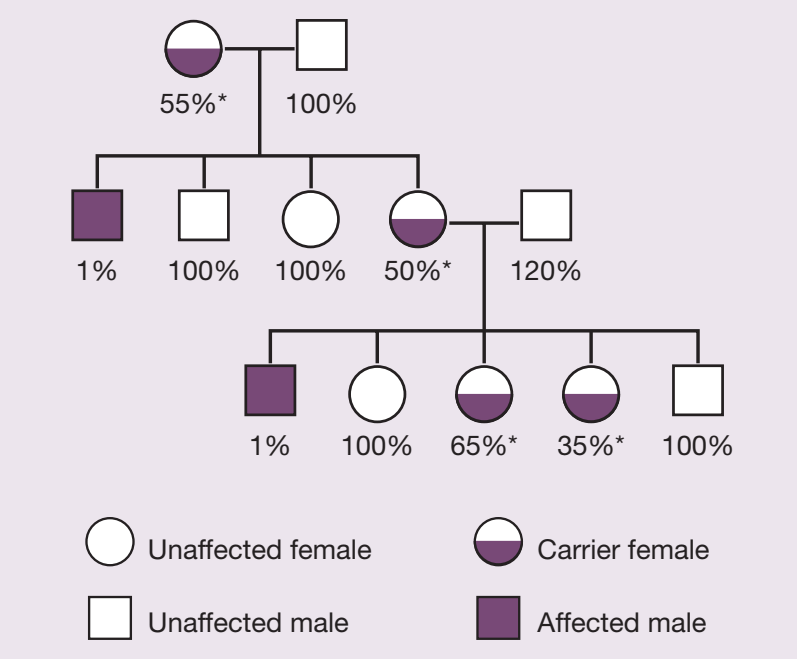 55%* 100%
1% 100% 100% 50%* 120%
1% 100% 65%* 35%* 100%
Unaffected female Carrier female
Unaffected male Affected male